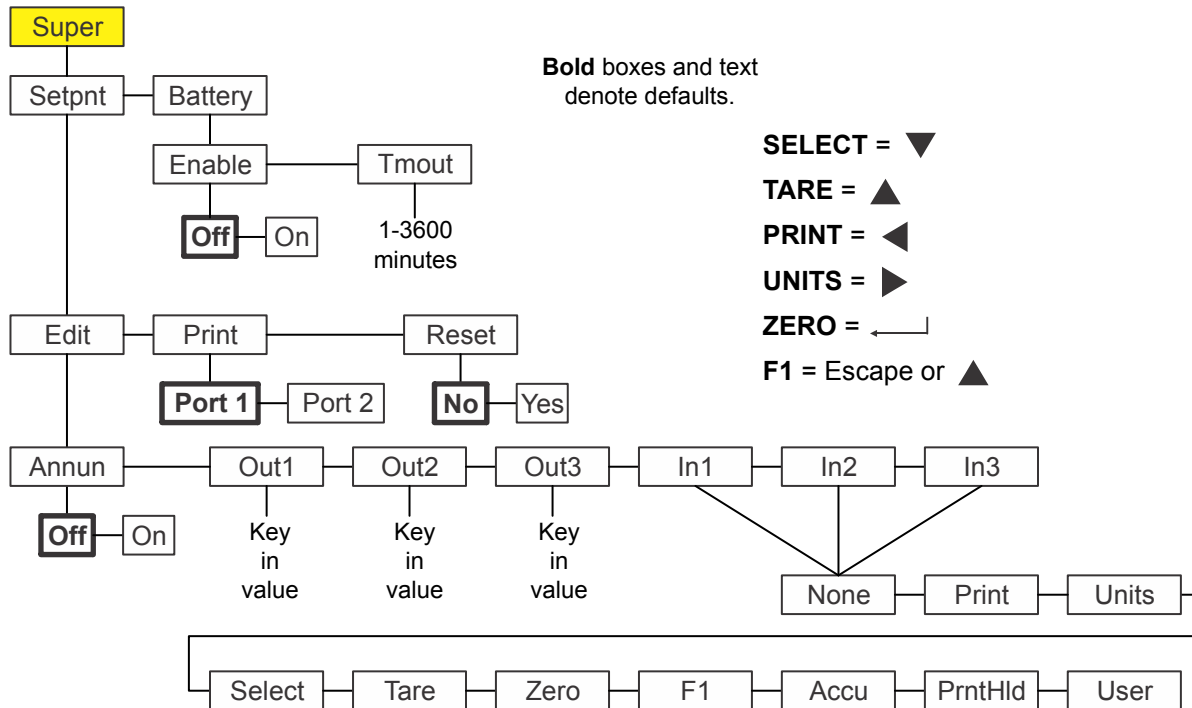 Super
Bold boxes and text
denote defaults.
Setpnt Battery
SELECT =
Enable Tmout
TARE =
Off On
1-3600
minutes
PRINT =
UNITS =
Edit Print Reset
ZERO =
F1 = Escape or
Port 1 Port 2 No Yes
Annun Out1 Out2 Out3 In1 In2 In3
Off On
Key
in
value
Key
in
value
Key
in
value
None Print Units
Select Tare Zero F1 Accu PrntHld User